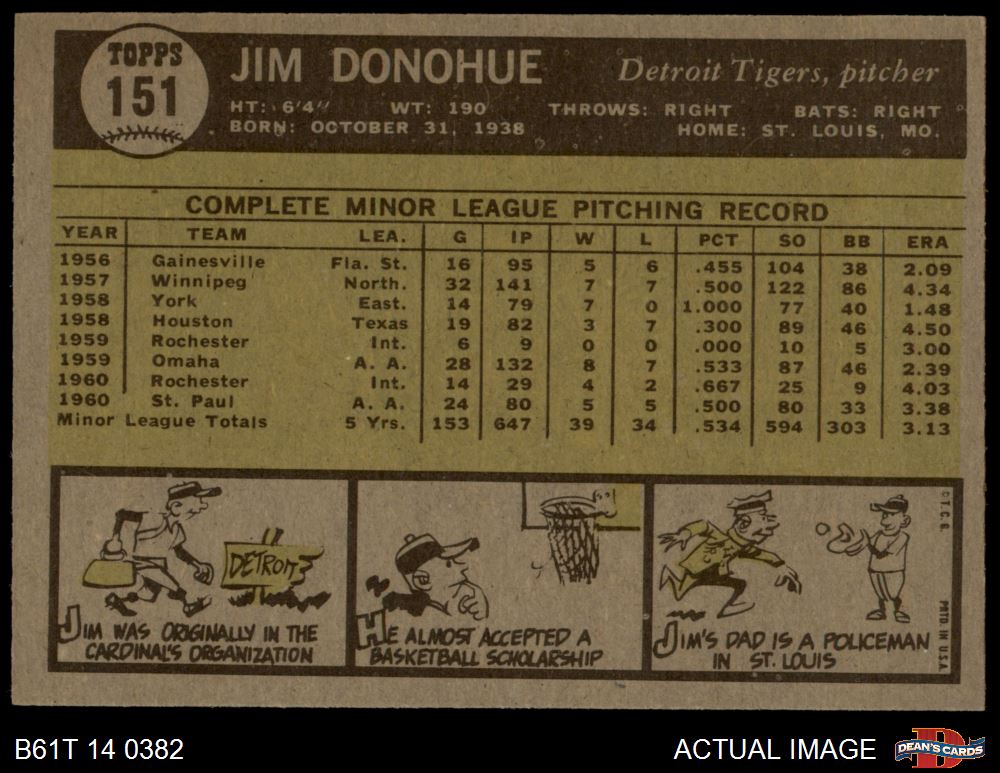 TOPPS
151
JIM DONOHUE
Detroit Tigers, pitcher
HT: 6'4" WT: 190 THROWS: RIGHT BATS: RIGHT
BORN: OCTOBER 31, 1938 HOME: ST. LOUIS, MO.
COMPLETE MINOR LEAGUE PITCHING RECORD
YEAR TEAM LEA. G IP W L PCT SO BB ERA
1956 Gainesville Fla. St. 16 95 5 6 .455 104 38 2.09
1957 Winnipeg North. 32 141 7 7 .500 122 86 4.34
1958 York East. 14 79 7 0 1.000 77 40 1.48
1958 Houston Texas 19 82 3 7 .300 89 46 4.50
1959 Rochester Int. 6 9 0 0 .000 10 5 3.00
1959 Omaha A. A. 28 132 8 7 .533 87 46 2.39
1960 Rochester Int. 14 29 4 2 .667 25 9 4.03
1960 St. Paul A. A. 24 80 5 5 .500 80 33 3.38
Minor League Totals 5 Yrs. 153 647 39 34 .534 594 303 3.13
DETROIT
JIM WAS ORIGINALLY IN THE
CARDINAL'S ORGANIZATION
HE ALMOST ACCEPTED A
BASKETBALL SCHOLARSHIP
JIM'S DAD IS A POLICEMAN
IN ST. LOUIS
© T. C. G.
PRTD. IN U.S.A.
B61T 14 0382
ACTUAL IMAGE
D
DEAN'S CARDS